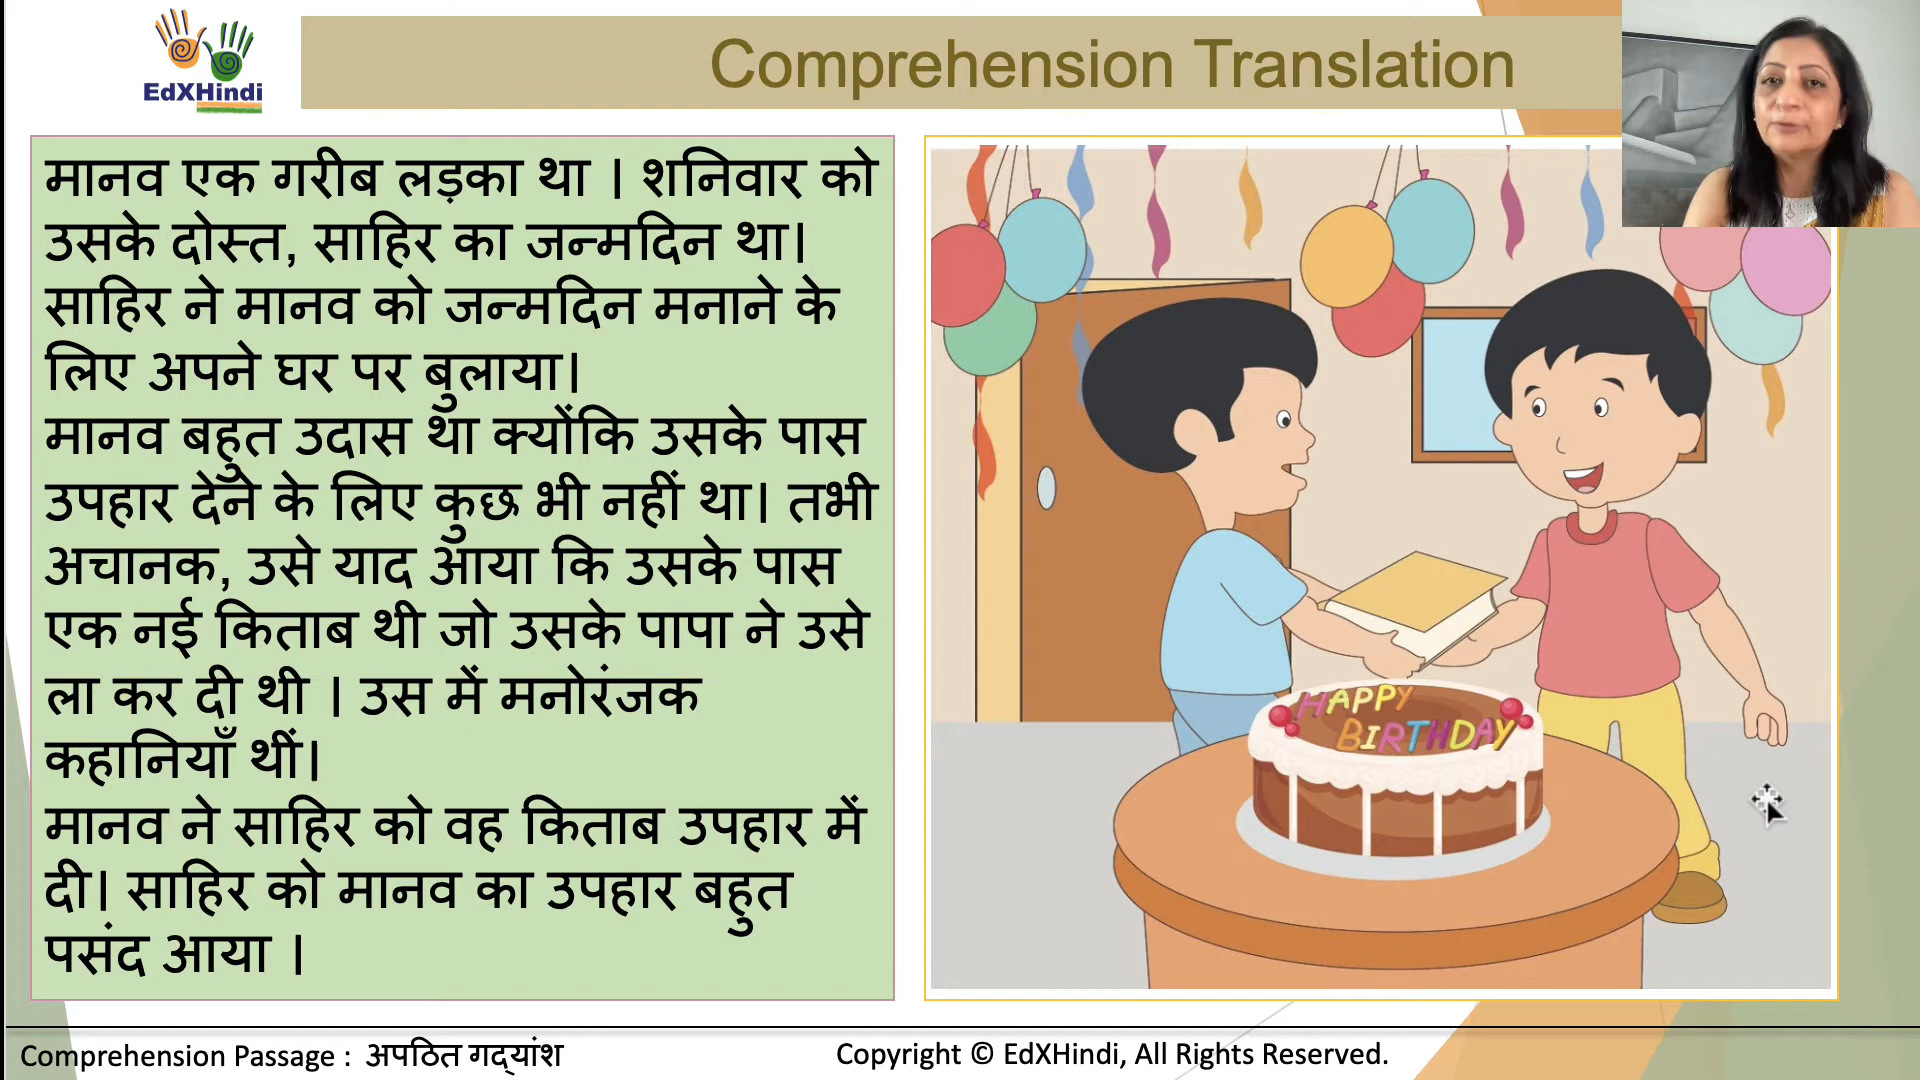 EdXHindi
Comprehension Translation
मानव एक गरीब लड़का था । शनिवार को
उसके दोस्त, साहिर का जन्मदिन था।
साहिर ने मानव को जन्मदिन मनाने के
लिए अपने घर पर बुलाया।
मानव बहुत उदास था क्योंकि उसके पास
उपहार देने के लिए कुछ भी नहीं था। तभी
अचानक, उसे याद आया कि उसके पास
एक नई किताब थी जो उसके पापा ने उसे
ला कर दी थी । उस में मनोरंजक
कहानियाँ थीं।
मानव ने साहिर को वह किताब उपहार में
दी। साहिर को मानव का उपहार बहुत
पसंद आया ।
HAPPY
BIRTHDAY
Comprehension Passage : अपठित गद्यांश
Copyright © EdXHindi, All Rights Reserved.